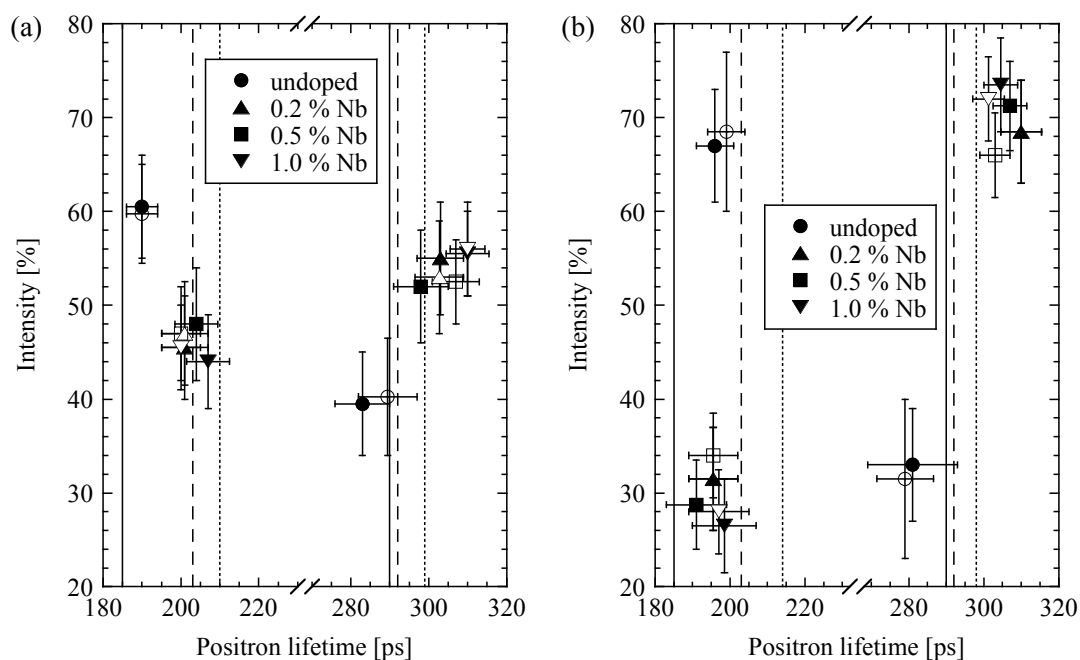 (a)
80
70
60
50
40
30
20
Intensity [%]
undoped
0.2 % Nb
0.5 % Nb
1.0 % Nb
180 200 220 280 300 320
Positron lifetime [ps]
(b)
80
70
60
50
40
30
20
Intensity [%]
undoped
0.2 % Nb
0.5 % Nb
1.0 % Nb
180 200 220 280 300 320
Positron lifetime [ps]